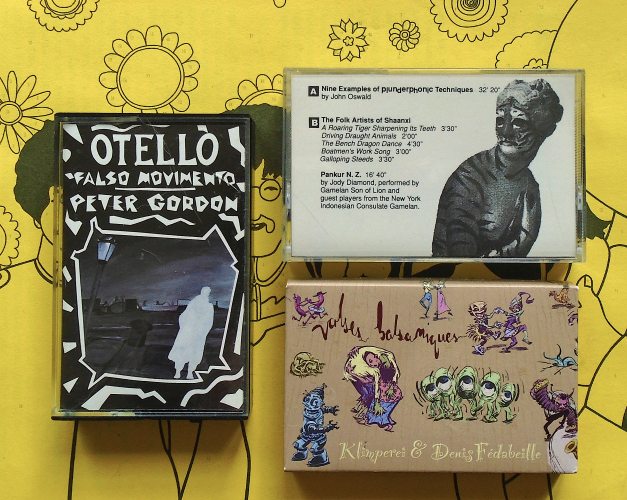 OTELLÒ
FALSO MOVIMENTO
PETER GORDON
A Nine Examples of plunderphonic Techniques 32' 20"
by John Oswald
B The Folk Artists of Shaanxi
A Roaring Tiger Sharpening Its Teeth 3'30"
Driving Draught Animals 2'00"
The Bench Dragon Dance 4'30"
Boatmen's Work Song 3'00"
Galloping Steeds 3'30"
Pankur N. Z. 16' 40"
by Jody Diamond, performed by
Gamelan Son of Lion and
guest players from the New York
Indonesian Consulate Gamelan.
valses balsamiques
Klimperei & Denis Fédabeille